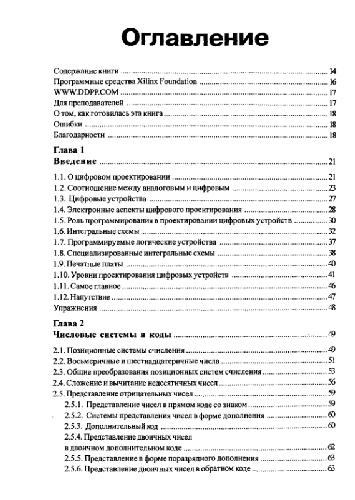 Оглавление
Содержание книги 14
Программные средства Xilinx Foundation 16
WWW.DDPP.COM 17
Для преподавателей 17
О том, как готовилась эта книга 18
Ошибки 18
Благодарности 18
Глава 1
Введение 21
1.1. О цифровом проектировании 21
1.2. Соотношение между аналоговым и цифровым 23
1.3. Цифровые устройства 27
1.4. Электронные аспекты цифрового проектирования 28
1.5. Роль программирования в проектировании цифровых устройств 30
1.6. Интегральные схемы 32
1.7. Программируемые логические устройства 37
1.8. Специализированные интегральные схемы 38
1.9. Печатные платы 40
1.10. Уровни проектирования цифровых устройств 41
1.11. Самое главное 46
1.12. Напутствие 47
Упражнения 48
Глава 2
Числовые системы и коды 49
2.1. Позиционные системы счисления 49
2.2. Восьмеричные и шестнадцатеричные числа 51
2.3. Общие преобразования позиционных систем счисления 53
2.4. Сложение и вычитание недесятичных чисел 56
2.5. Представление отрицательных чисел 59
2.5.1. Представление чисел в прямом коде со знаком 59
2.5.2. Системы представления чисел в форме дополнения 60
2.5.3. Дополнительный код 60
2.5.4. Представление двоичных чисел
в двоичном дополнительном коде 62
2.5.5. Представление в форме поразрядного дополнения 63
2.5.6. Представление двоичных чисел в обратном коде 63